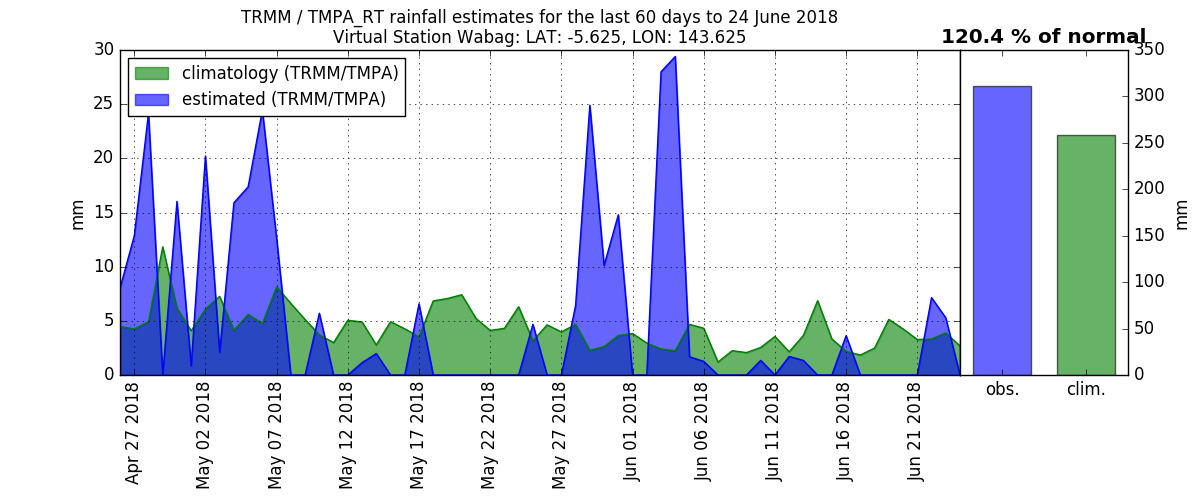 TRMM / TMPA_RT rainfall estimates for the last 60 days to 24 June 2018
Virtual Station Wabag: LAT: -5.625, LON: 143.625
120.4 % of normal
climatology (TRMM/TMPA)
estimated (TRMM/TMPA)
30
25
20
15
10
5
0
mm
350
300
250
200
150
100
50
0
mm
Apr 27 2018
May 02 2018
May 07 2018
May 12 2018
May 17 2018
May 22 2018
May 27 2018
Jun 01 2018
Jun 06 2018
Jun 11 2018
Jun 16 2018
Jun 21 2018
obs.
clim.